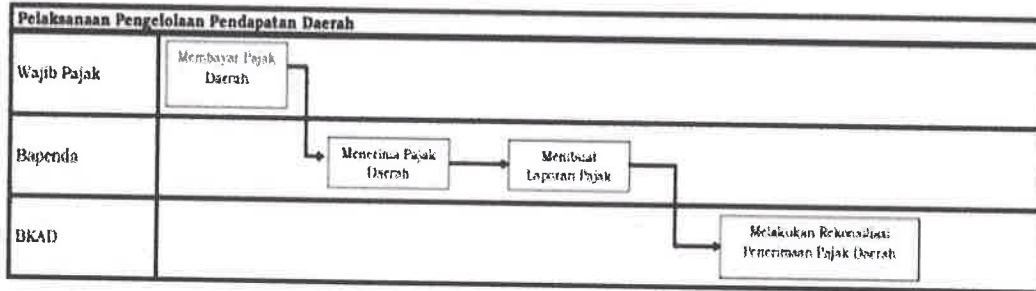 Pelaksanaan Pengelolaan Pendapatan Daerah
Wajib Pajak
Membayar Pajak
Daerah
Bapenda
Menerima Pajak
Daerah
Membuat
Laporan Pajak
BKAD
Melakukan Rekonsiliasi
Penerimaan Pajak Daerah